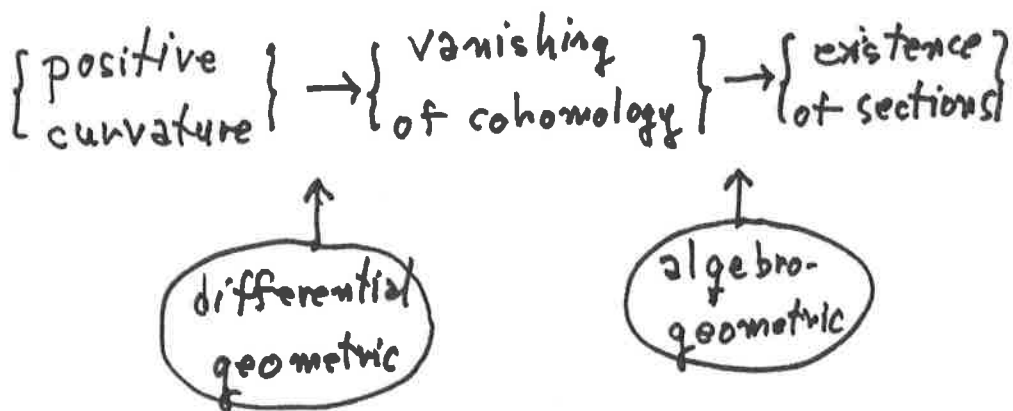 {positive curvature} → {vanishing of cohomology} → {existence of sections}
differential geometric
algebro-geometric